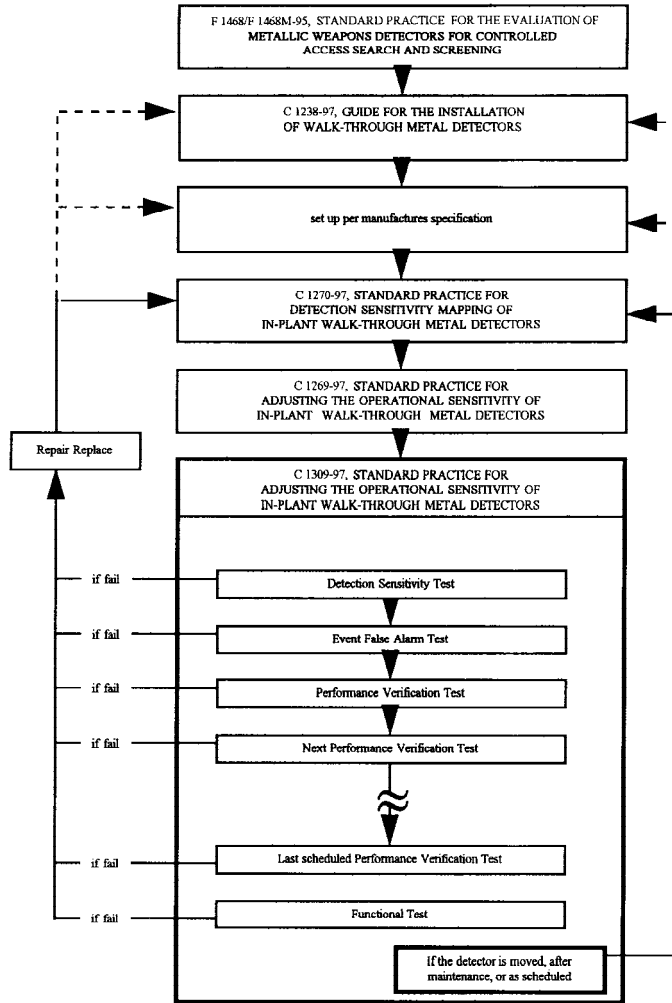 F 1468/F 1468M-95, STANDARD PRACTICE FOR THE EVALUATION OF
METALLIC WEAPONS DETECTORS FOR CONTROLLED
ACCESS SEARCH AND SCREENING
C 1238-97, GUIDE FOR THE INSTALLATION
OF WALK-THROUGH METAL DETECTORS
set up per manufactures specification
C 1270-97, STANDARD PRACTICE FOR
DETECTION SENSITIVITY MAPPING OF
IN-PLANT WALK-THROUGH METAL DETECTORS
C 1269-97, STANDARD PRACTICE FOR
ADJUSTING THE OPERATIONAL SENSITIVITY OF
IN-PLANT WALK-THROUGH METAL DETECTORS
Repair Replace
C 1309-97, STANDARD PRACTICE FOR
ADJUSTING THE OPERATIONAL SENSITIVITY OF
IN-PLANT WALK-THROUGH METAL DETECTORS
if fail
Detection Sensitivity Test
if fail
Event False Alarm Test
if fail
Performance Verification Test
if fail
Next Performance Verification Test
if fail
Last scheduled Performance Verification Test
if fail
Functional Test
If the detector is moved, after
maintenance, or as scheduled